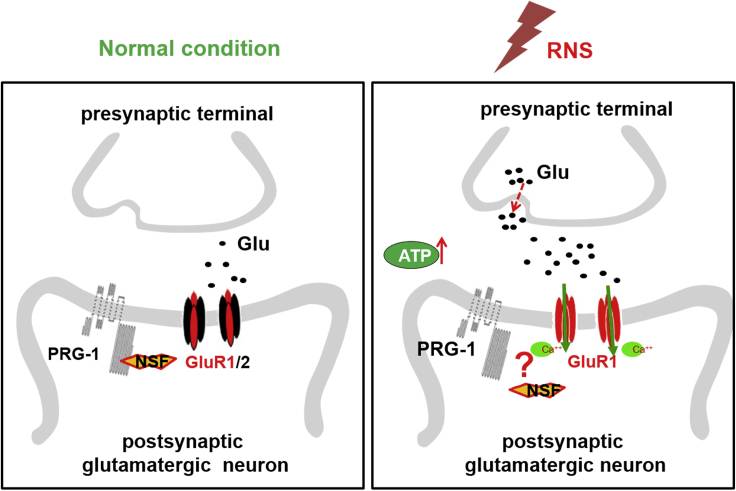 Normal condition
RNS
presynaptic terminal
Glu
PRG-1
NSF
GluR1/2
postsynaptic
glutamatergic neuron
presynaptic terminal
Glu
ATP
PRG-1
Ca⁺⁺
Ca⁺⁺
?
GluR1
NSF
postsynaptic
glutamatergic neuron